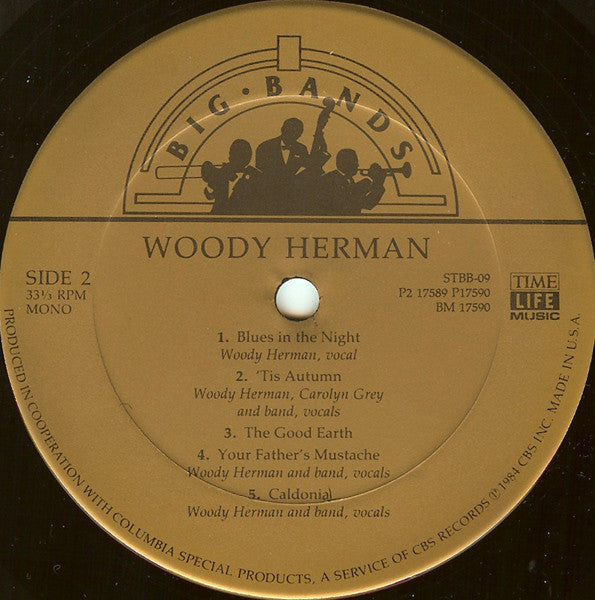 BIG · BANDS
WOODY HERMAN
SIDE 2
33⅓ RPM
MONO
STBB-09
P2 17589 P17590
BM 17590
TIME
LIFE
MUSIC
1. Blues in the Night
Woody Herman, vocal
2. 'Tis Autumn
Woody Herman, Carolyn Grey
and band, vocals
3. The Good Earth
4. Your Father's Mustache
Woody Herman and band, vocals
5. Caldonia
Woody Herman and band, vocals
PRODUCED IN COOPERATION WITH COLUMBIA SPECIAL PRODUCTS, A SERVICE OF CBS RECORDS ℗ 1984 CBS INC. MADE IN U.S.A.